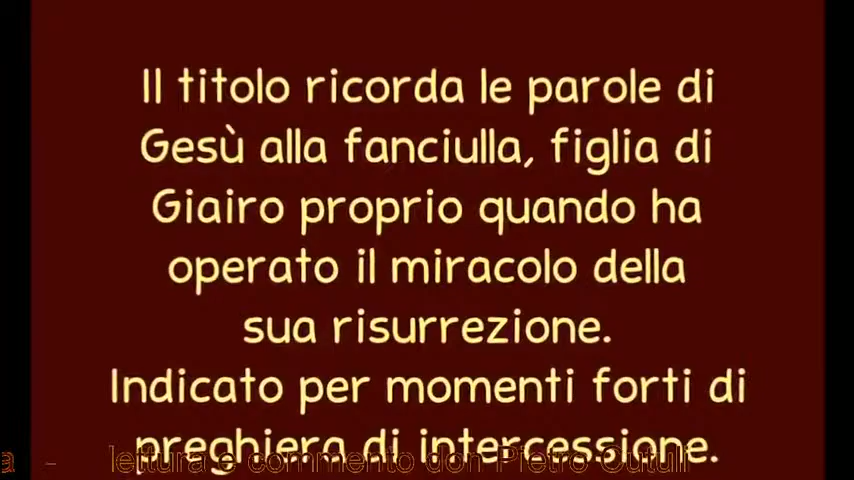 Il titolo ricorda le parole di
Gesù alla fanciulla, figlia di
Giairo proprio quando ha
operato il miracolo della
sua risurrezione.
Indicato per momenti forti di
preghiera di intercessione.
a - lettura e commento don Pietro Cutuli